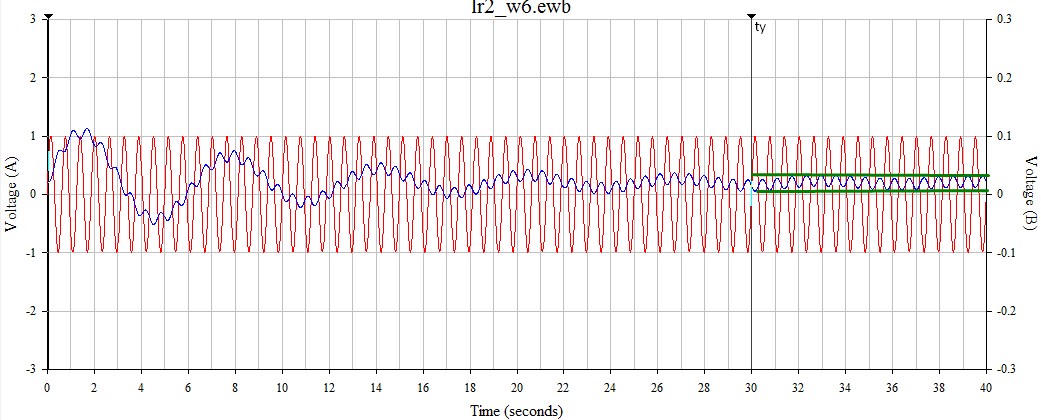 lr2_w6.ewb
3
2
1
0
-1
-2
-3
Voltage (A)
ty
0.3
0.2
0.1
0
-0.1
-0.2
-0.3
Voltage (B)
0 2 4 6 8 10 12 14 16 18 20 22 24 26 28 30 32 34 36 38 40
Time (seconds)